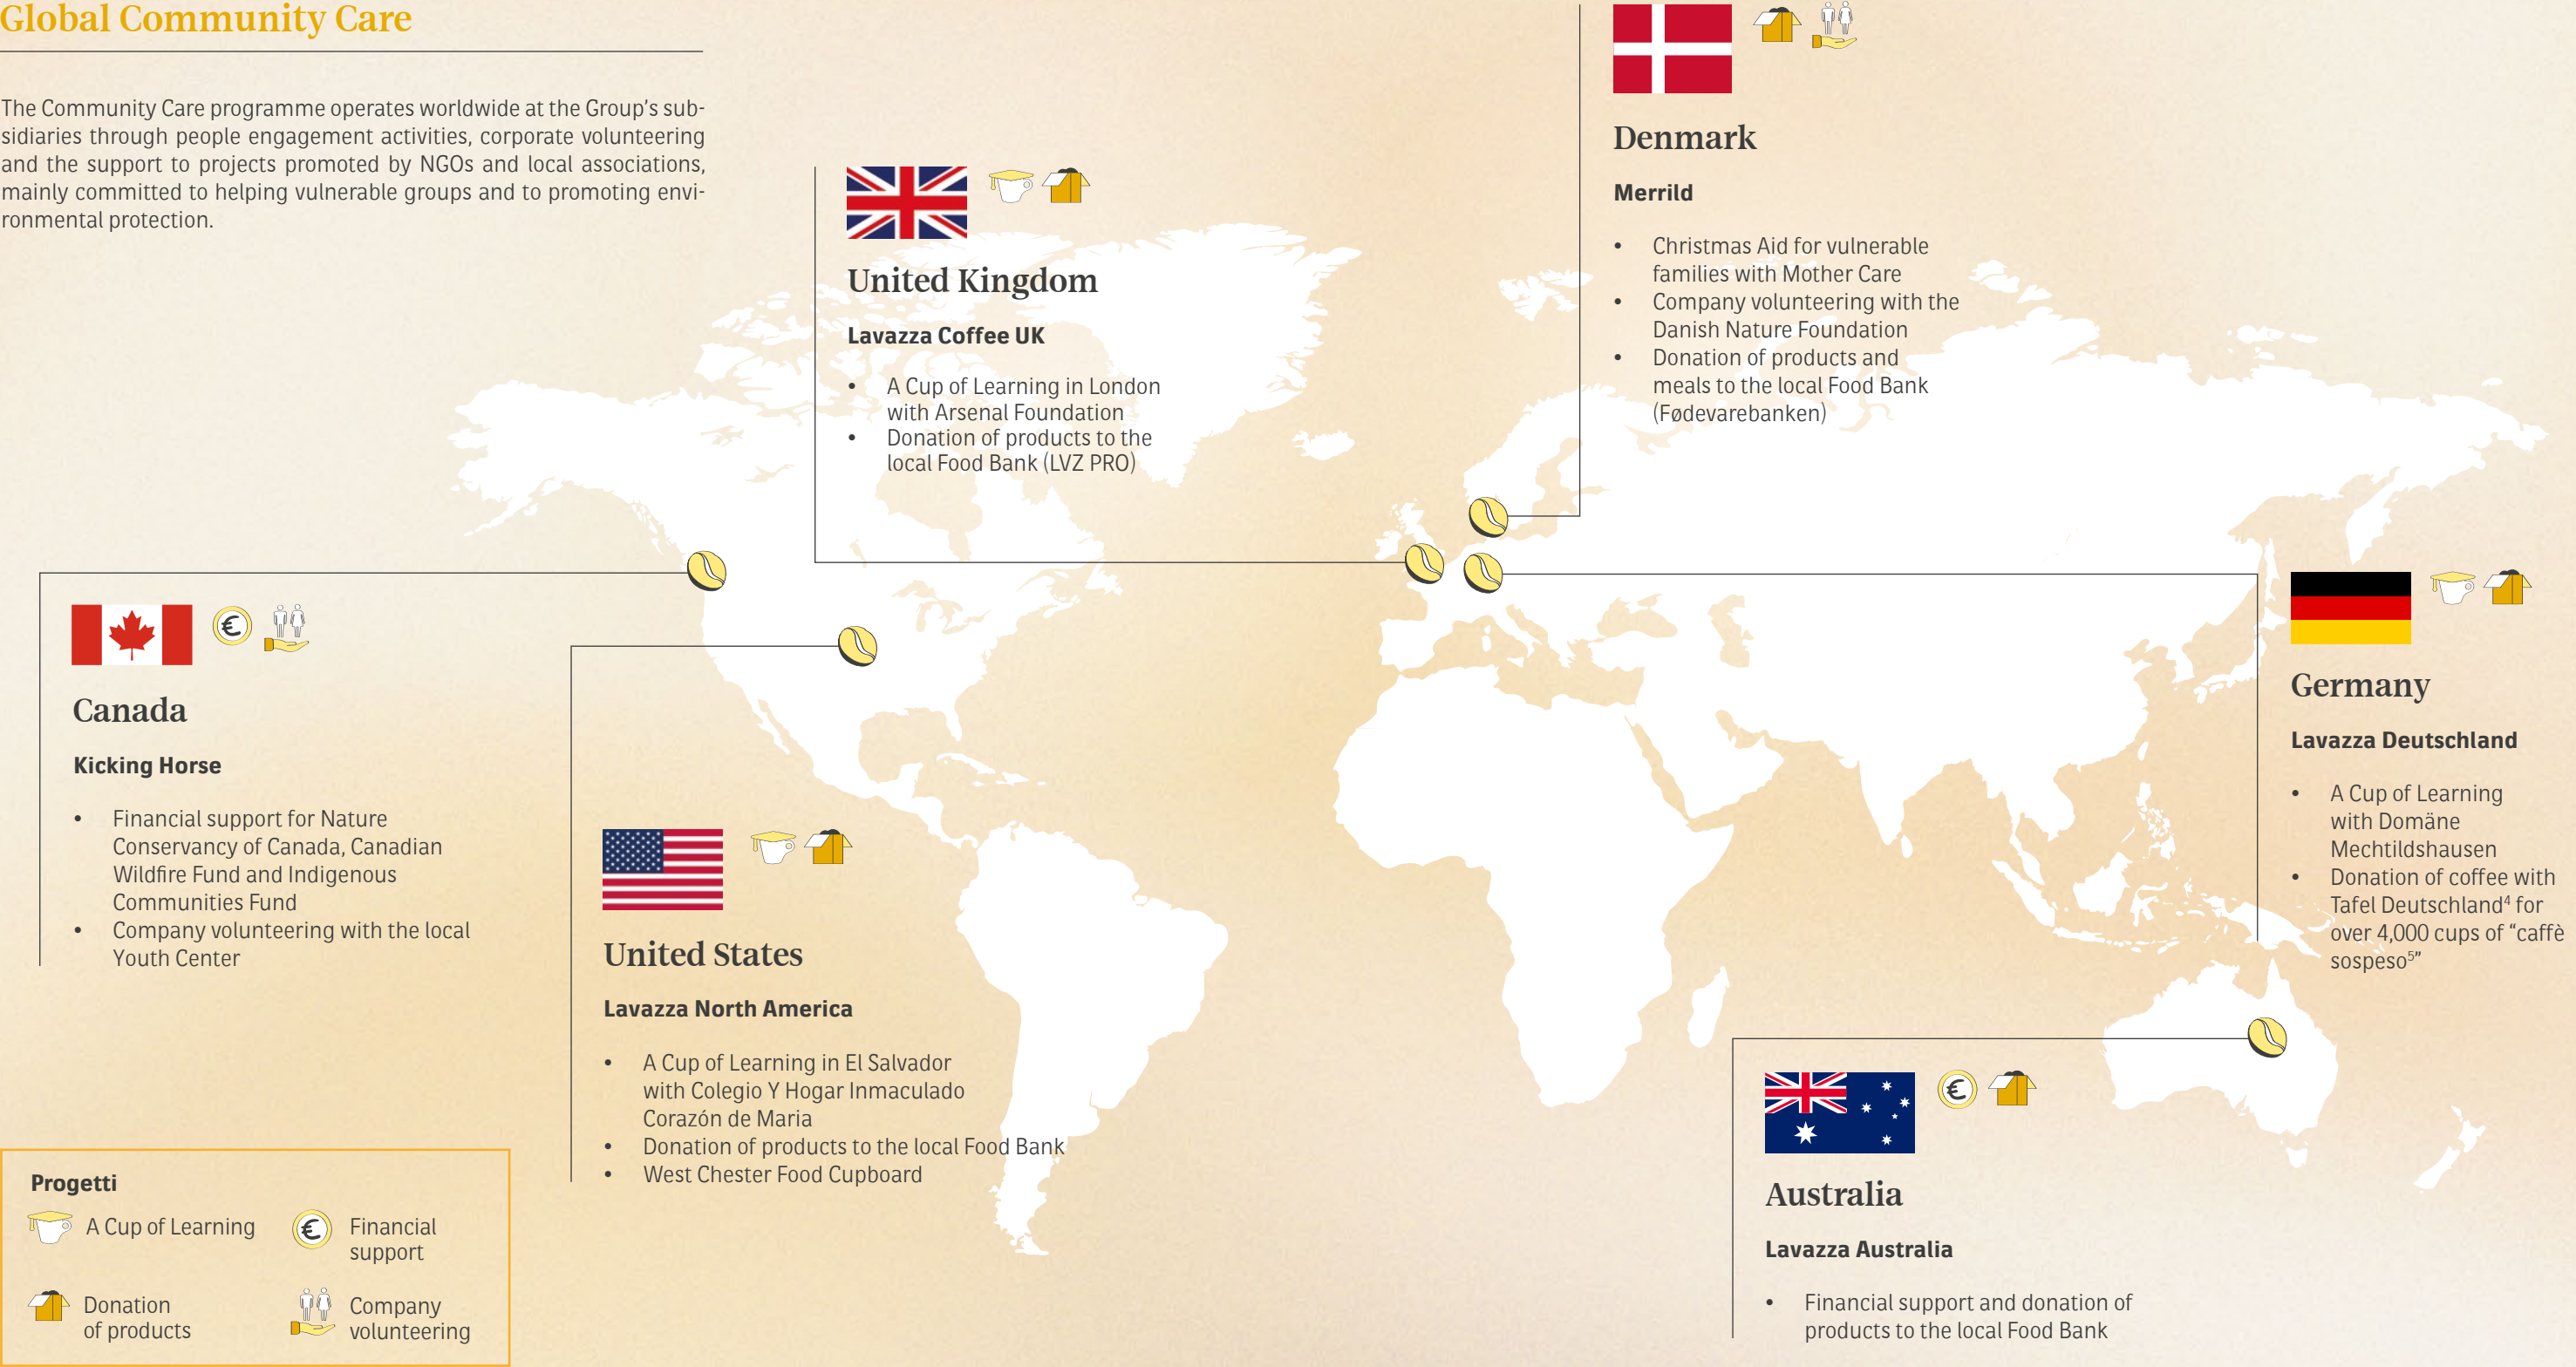 Global Community Care
The Community Care programme operates worldwide at the Group's sub-
sidiaries through people engagement activities, corporate volunteering
and the support to projects promoted by NGOs and local associations,
mainly committed to helping vulnerable groups and to promoting envi-
ronmental protection.
United Kingdom
Lavazza Coffee UK
• A Cup of Learning in London
with Arsenal Foundation
• Donation of products to the
local Food Bank (LVZ PRO)
Denmark
Merrild
• Christmas Aid for vulnerable
families with Mother Care
• Company volunteering with the
Danish Nature Foundation
• Donation of products and
meals to the local Food Bank
(Fødevarebanken)
Canada
Kicking Horse
• Financial support for Nature
Conservancy of Canada, Canadian
Wildfire Fund and Indigenous
Communities Fund
• Company volunteering with the local
Youth Center
United States
Lavazza North America
• A Cup of Learning in El Salvador
with Colegio Y Hogar Inmaculado
Corazón de Maria
• Donation of products to the local Food Bank
• West Chester Food Cupboard
Germany
Lavazza Deutschland
• A Cup of Learning
with Domäne
Mechtildshausen
• Donation of coffee with
Tafel Deutschland⁴ for
over 4,000 cups of “caffè
sospeso⁵”
Australia
Lavazza Australia
• Financial support and donation of
products to the local Food Bank
Progetti
A Cup of Learning
Financial
support
Donation
of products
Company
volunteering